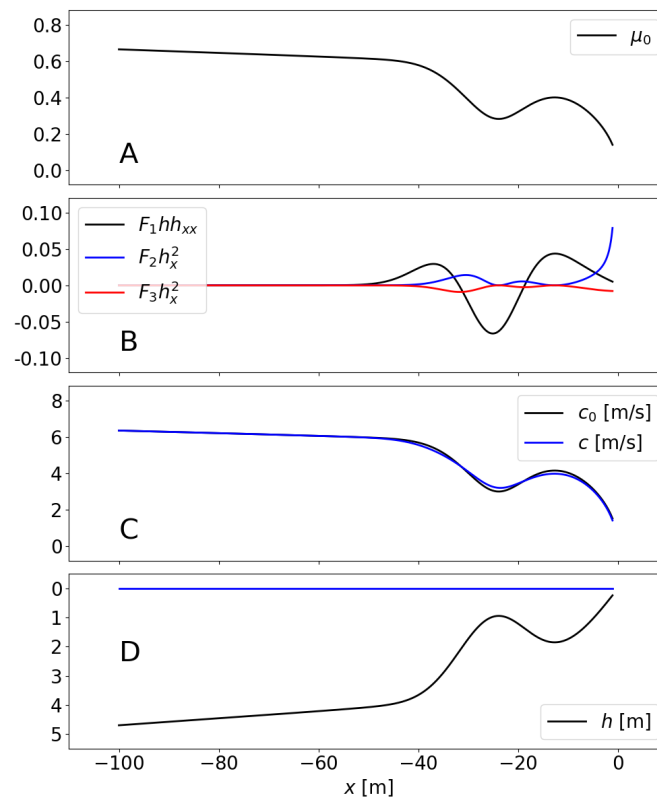 0.8
0.6
0.4
0.2
0.0
μ₀
A
0.10
0.05
0.00
-0.05
-0.10
F₁hhₓₓ
F₂hₓ²
F₃hₓ²
B
8
6
4
2
0
c₀ [m/s]
c [m/s]
C
0
1
2
3
4
5
D
h [m]
−100 −80 −60 −40 −20 0
x [m]